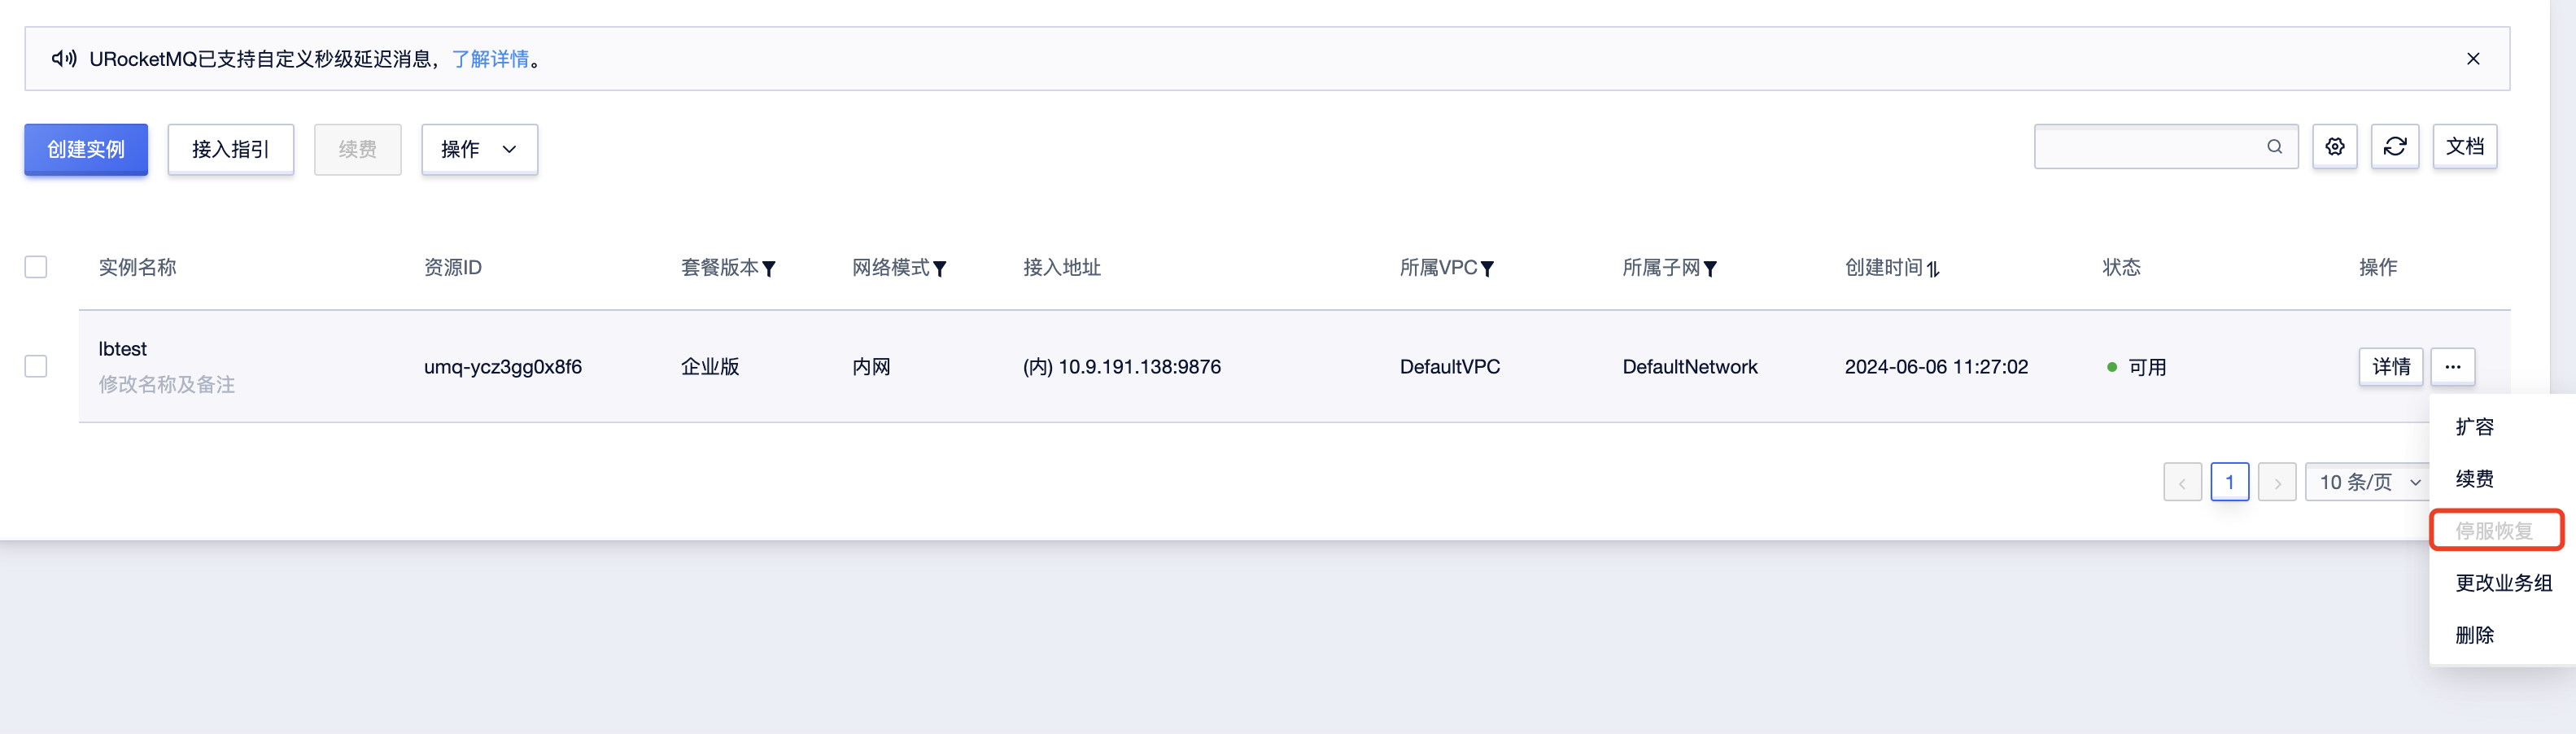 URocketMQ已支持自定义秒级延迟消息，了解详情。
创建实例 接入指引 续费 操作 文档
实例名称 资源ID 套餐版本 网络模式 接入地址 所属VPC 所属子网 创建时间 状态 操作
lbtest
修改名称及备注
umq-ycz3gg0x8f6 企业版 内网 (内) 10.9.191.138:9876 DefaultVPC DefaultNetwork 2024-06-06 11:27:02 可用 详情 ...
扩容
续费
停服恢复
更改业务组
删除
< 1 > 10 条/页